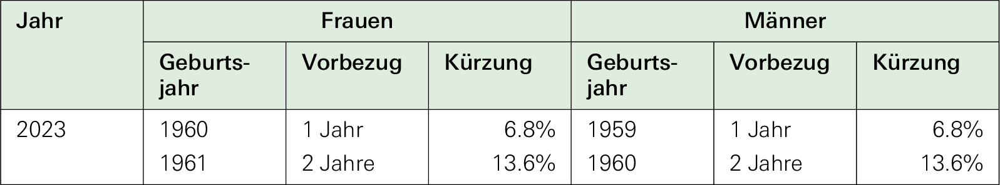 Jahr Frauen Männer
Geburts- Vorbezug Kürzung Geburts- Vorbezug Kürzung
jahr jahr
2023 1960 1 Jahr 6.8% 1959 1 Jahr 6.8%
1961 2 Jahre 13.6% 1960 2 Jahre 13.6%